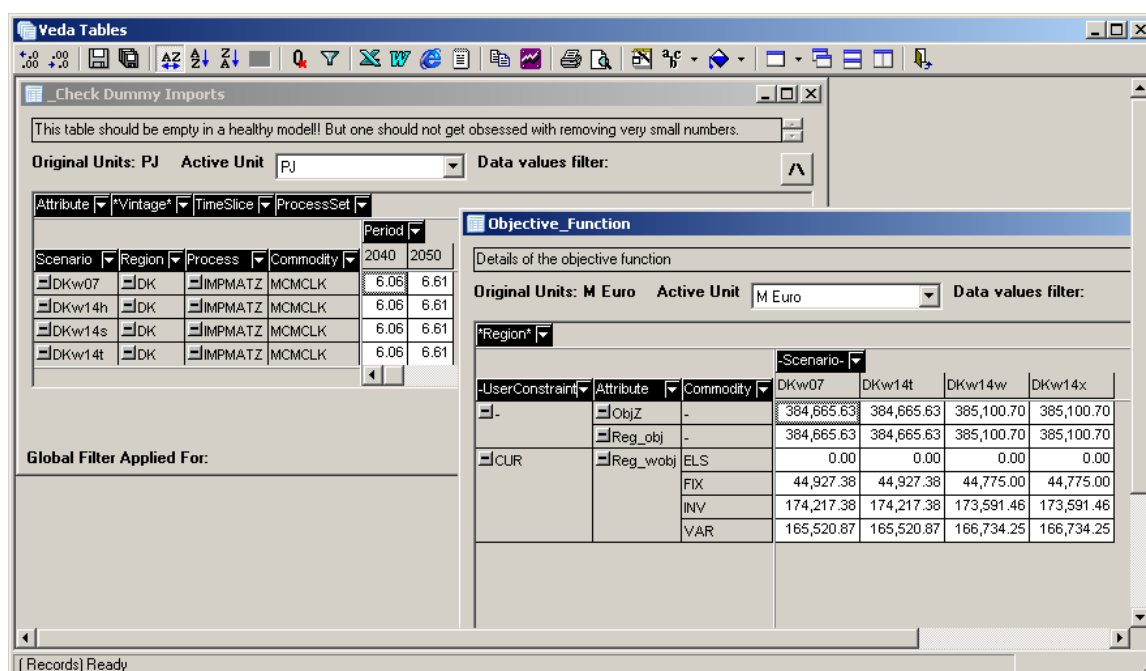 Veda Tables
_Check Dummy Imports
This table should be empty in a healthy model!! But one should not get obsessed with removing very small numbers.
Original Units: PJ Active Unit PJ Data values filter:
Attribute *Vintage* TimeSlice ProcessSet
Period
Scenario Region Process Commodity 2040 2050
DKw07 DK IMPMATZ MCMCLK 6.06 6.61
DKw14h DK IMPMATZ MCMCLK 6.06 6.61
DKw14s DK IMPMATZ MCMCLK 6.06 6.61
DKw14t DK IMPMATZ MCMCLK 6.06 6.61
Global Filter Applied For:
Objective_Function
Details of the objective function
Original Units: M Euro Active Unit M Euro Data values filter:
*Region*
-Scenario-
-UserConstraint Attribute Commodity DKw07 DKw14t DKw14w DKw14x
- ObjZ - 384,665.63 384,665.63 385,100.70 385,100.70
Reg_obj - 384,665.63 384,665.63 385,100.70 385,100.70
CUR Reg_wobj ELS 0.00 0.00 0.00 0.00
FIX 44,927.38 44,927.38 44,775.00 44,775.00
INV 174,217.38 174,217.38 173,591.46 173,591.46
VAR 165,520.87 165,520.87 166,734.25 166,734.25
( Records) Ready